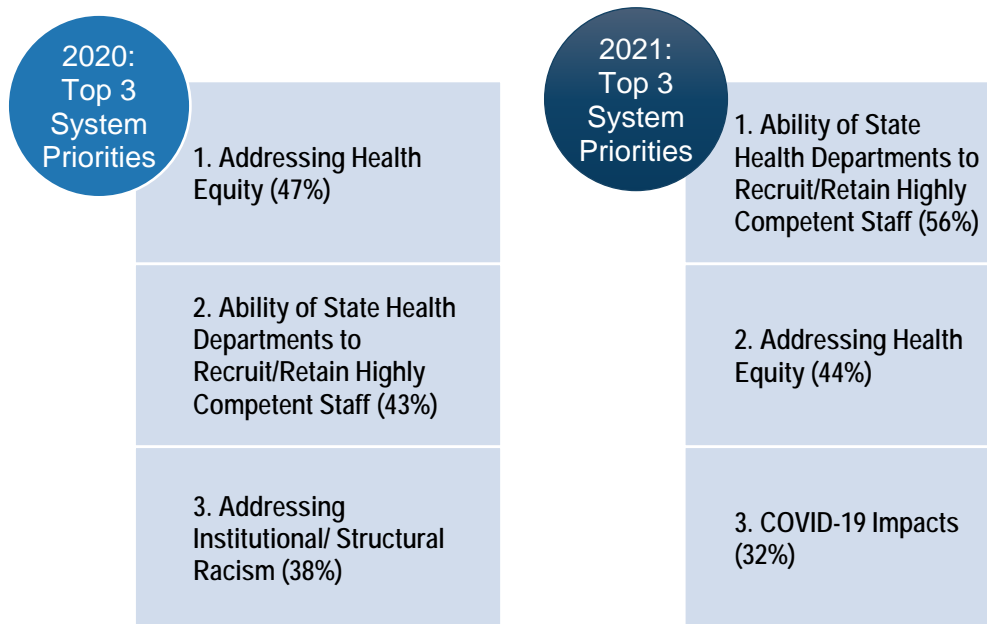 2020:
Top 3
System
Priorities
1. Addressing Health
Equity (47%)
2. Ability of State Health
Departments to
Recruit/Retain Highly
Competent Staff (43%)
3. Addressing
Institutional/ Structural
Racism (38%)
2021:
Top 3
System
Priorities
1. Ability of State
Health Departments to
Recruit/Retain Highly
Competent Staff (56%)
2. Addressing Health
Equity (44%)
3. COVID-19 Impacts
(32%)